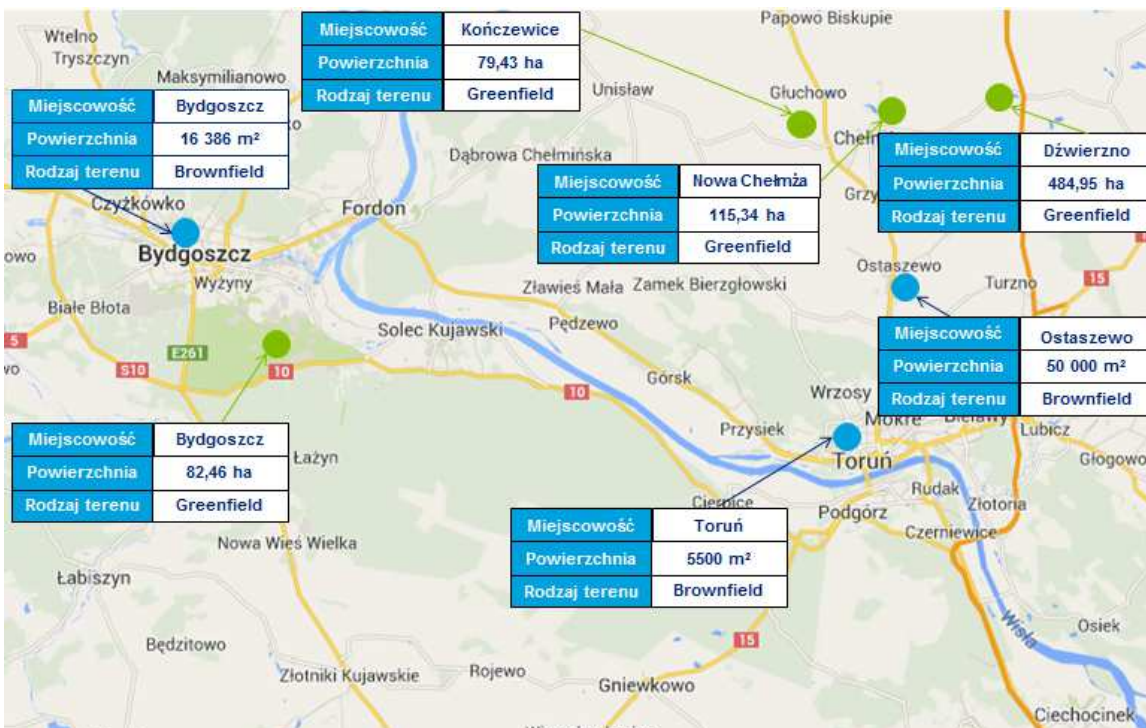 Papowo Biskupie
Wtelno
Tryszczyn
Maksymilianowo
Miejscowość Kończewice
Powierzchnia 79,43 ha
Rodzaj terenu Greenfield
Unisław
Głuchowo
Miejscowość Bydgoszcz
Powierzchnia 16 386 m²
Rodzaj terenu Brownfield
Dąbrowa Chełmińska
Miejscowość Dźwierzno
Powierzchnia 484,95 ha
Rodzaj terenu Greenfield
Miejscowość Nowa Chełmża
Powierzchnia 115,34 ha
Rodzaj terenu Greenfield
Czyżkówko
Fordon
Bydgoszcz
Wyżyny
Białe Błota
Zławieś Mała
Zamek Bierzgłowski
Ostaszewo
Turzno
15
Solec Kujawski
Pędzewo
5
E261
S10
10
10
Miejscowość Ostaszewo
Powierzchnia 50 000 m²
Rodzaj terenu Brownfield
Górsk
Wrzosy
Mokre
Bielawy
Lubicz
Przysiek
Toruń
Głogowo
Miejscowość Bydgoszcz
Powierzchnia 82,46 ha
Rodzaj terenu Greenfield
Łażyn
Cierpice
Rudak
Złotoria
Podgórz
Czerniewice
Miejscowość Toruń
Powierzchnia 5500 m²
Rodzaj terenu Brownfield
Nowa Wieś Wielka
Łabiszyn
Będzitowo
15
Wisła
Osiek
Złotniki Kujawskie
Rojewo
Gniewkowo
Ciechocinek